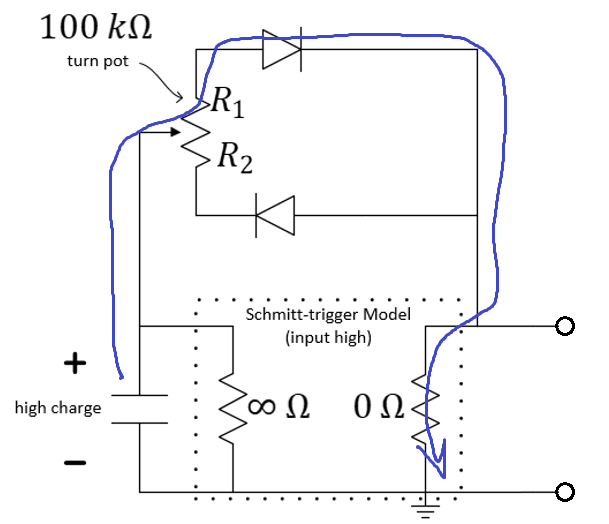 100 kΩ
turn pot
R₁
R₂
Schmitt-trigger Model
(input high)
+
high charge
∞ Ω
0 Ω
−